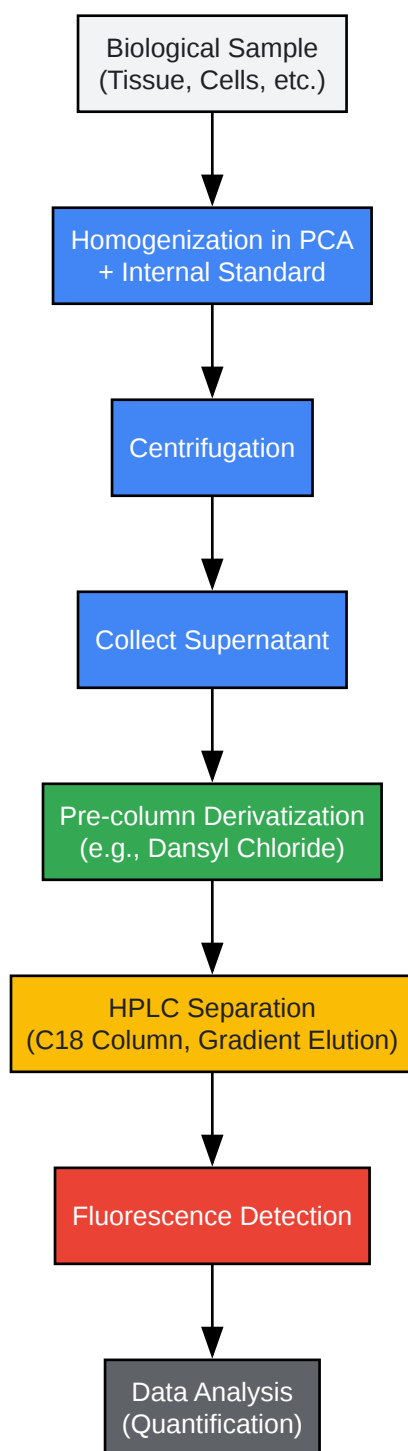 Biological Sample
(Tissue, Cells, etc.)
Homogenization in PCA
+ Internal Standard
Centrifugation
Collect Supernatant
Pre-column Derivatization
(e.g., Dansyl Chloride)
HPLC Separation
(C18 Column, Gradient Elution)
Fluorescence Detection
Data Analysis
(Quantification)